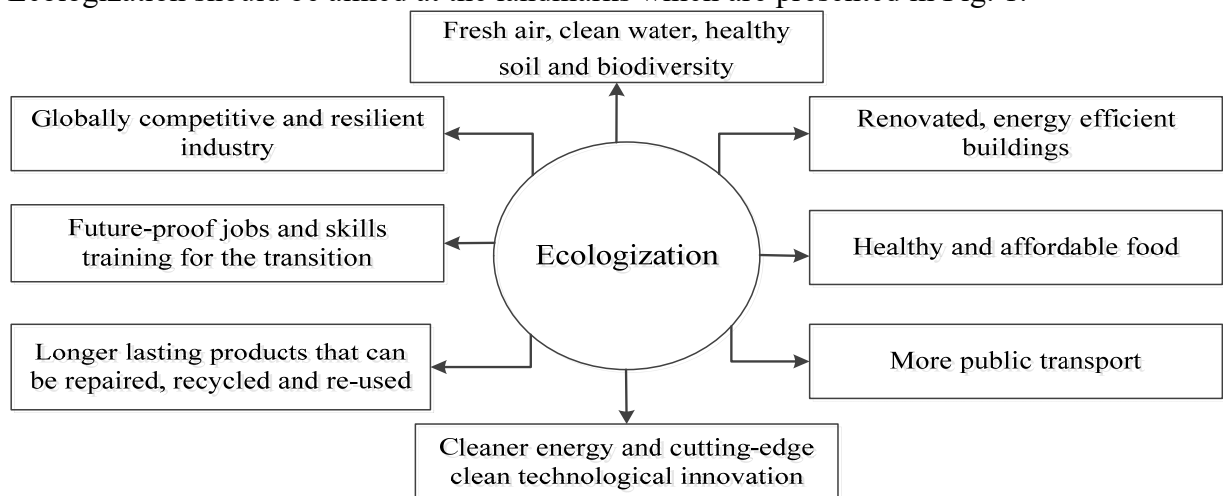 Ecologization should be aimed at the landmarks which are presented in Fig. 1.
Fresh air, clean water, healthy
soil and biodiversity
Globally competitive and resilient
industry
Renovated, energy efficient
buildings
Future-proof jobs and skills
training for the transition
Ecologization
Healthy and affordable food
Longer lasting products that can
be repaired, recycled and re-used
More public transport
Cleaner energy and cutting-edge
clean technological innovation